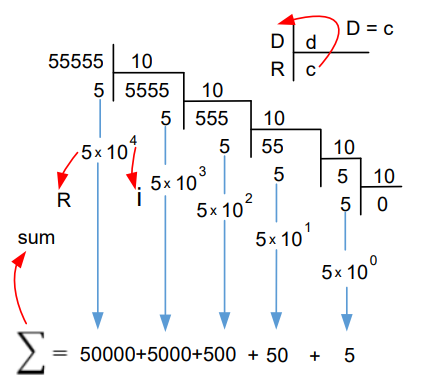 D d D = c
R c
55555 10
5 5555 10
5 555 10
5 55 10
5 5 10
5 0
5 x 10^4
R i
5 x 10^3
5 x 10^2
5 x 10^1
5 x 10^0
sum
∑ = 50000+5000+500 + 50 + 5